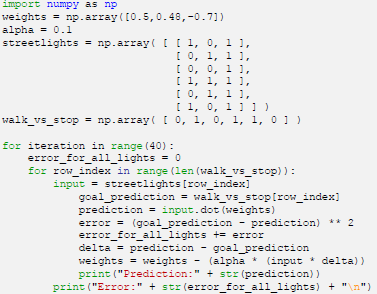 import numpy as np
weights = np.array([0.5,0.48,-0.7])
alpha = 0.1
streetlights = np.array( [ [ 1, 0, 1 ],
                           [ 0, 1, 1 ],
                           [ 0, 0, 1 ],
                           [ 1, 1, 1 ],
                           [ 0, 1, 1 ],
                           [ 1, 0, 1 ] ] )
walk_vs_stop = np.array( [ 0, 1, 0, 1, 1, 0 ] )
for iteration in range(40):
    error_for_all_lights = 0
    for row_index in range(len(walk_vs_stop)):
        input = streetlights[row_index]
            goal_prediction = walk_vs_stop[row_index]
            prediction = input.dot(weights)
            error = (goal_prediction - prediction) ** 2
            error_for_all_lights += error
            delta = prediction - goal_prediction
            weights = weights - (alpha * (input * delta))
            print("Prediction:" + str(prediction))
        print("Error:" + str(error_for_all_lights) + "\n")